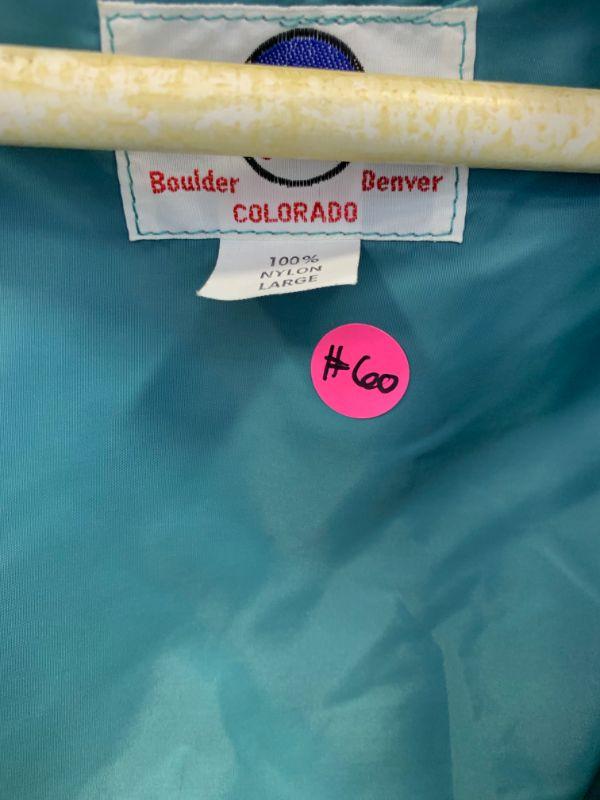 Boulder Denver
COLORADO
100%
NYLON
LARGE
#60